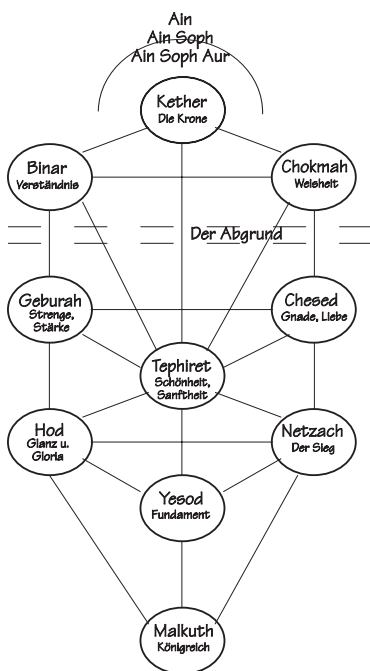 Ain
Ain Soph
Ain Soph Aur
Kether
Die Krone
Binar
Verständnis
Chokmah
Weisheit
Der Abgrund
Geburah
Strenge,
Stärke
Chesed
Gnade, Liebe
Tephiret
Schönheit,
Sanftheit
Hod
Glanz u.
Gloria
Netzach
Der Sieg
Yesod
Fundament
Malkuth
Königreich